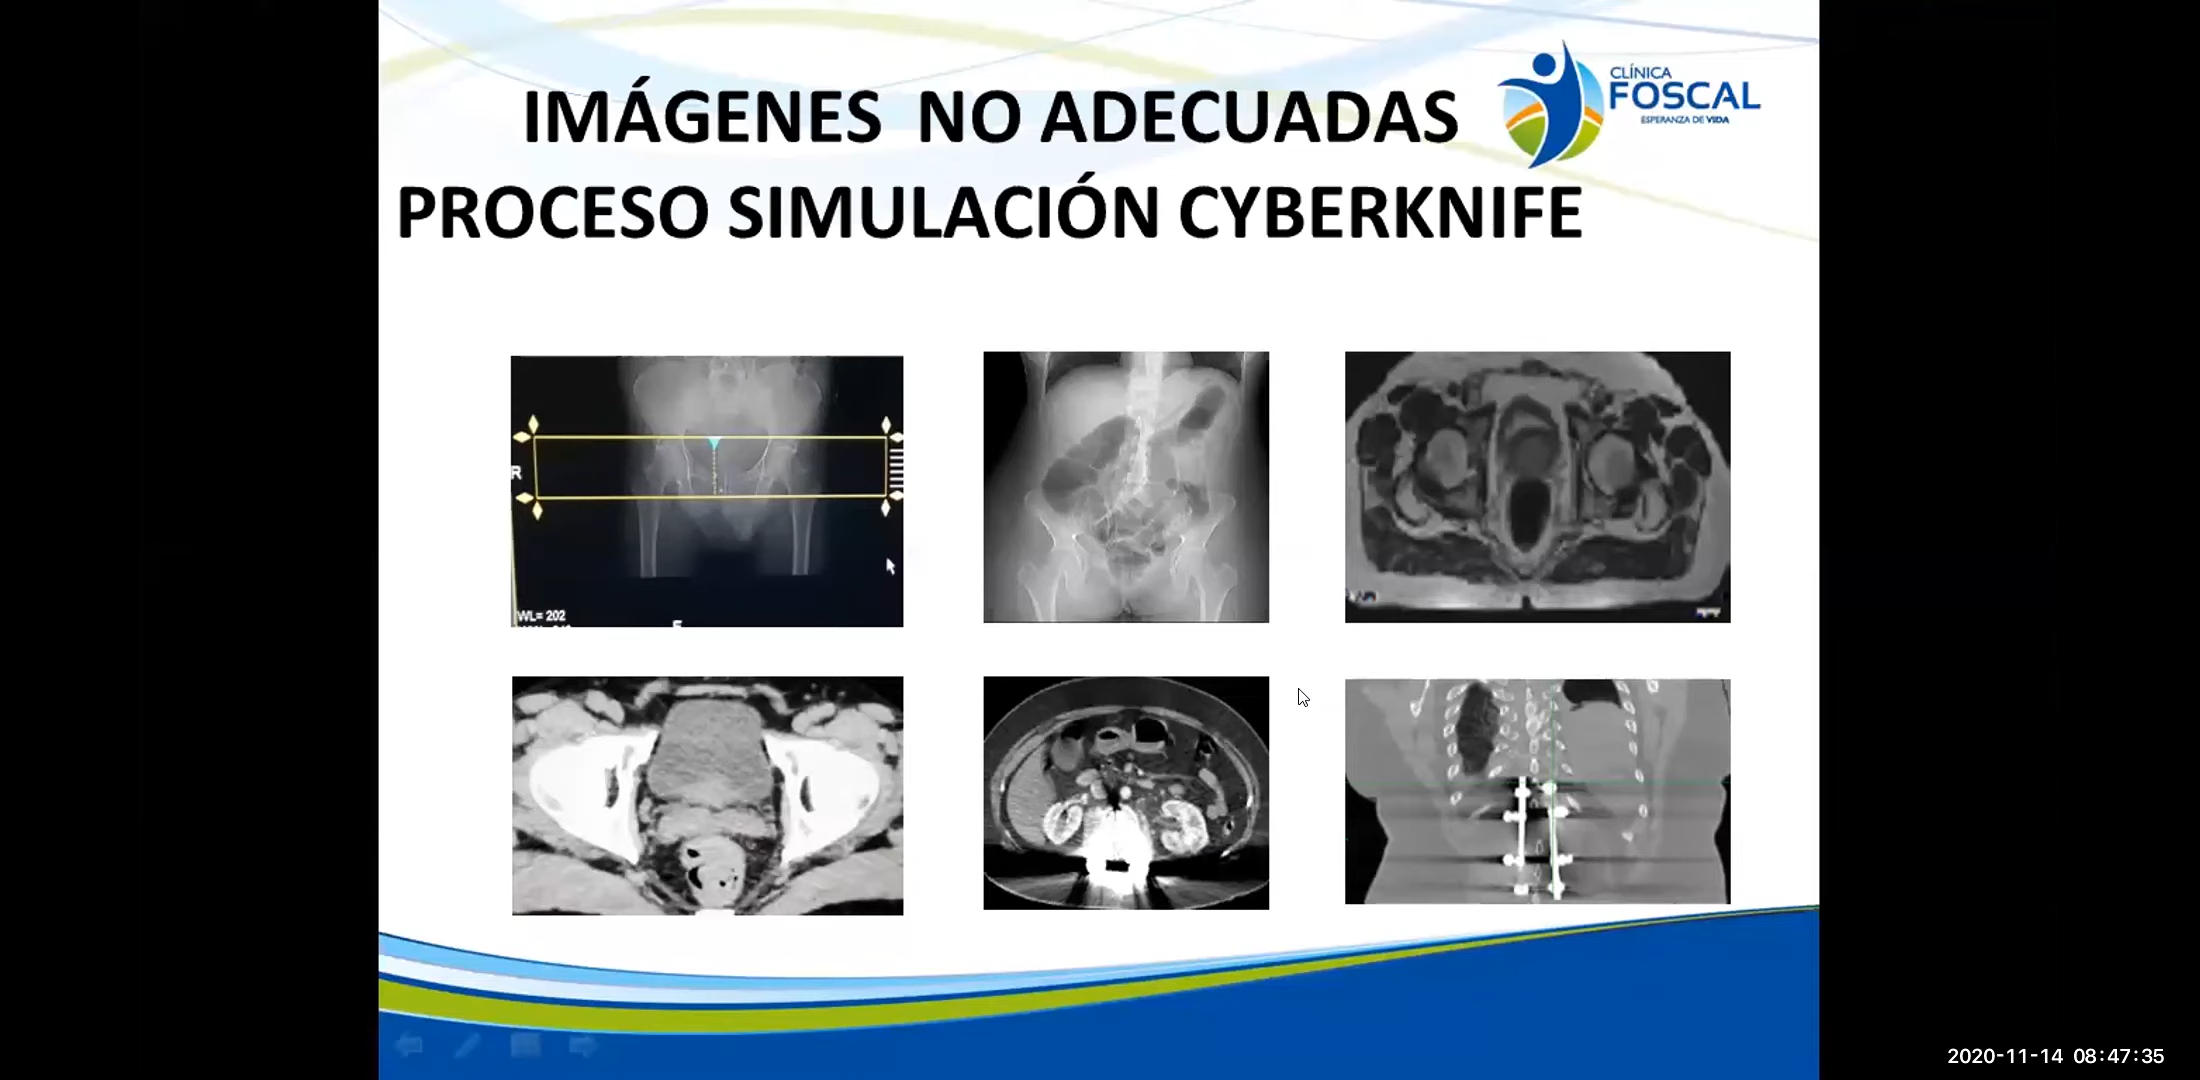 IMÁGENES NO ADECUADAS
PROCESO SIMULACIÓN CYBERKNIFE
CLÍNICA
FOSCAL
ESPERANZA DE VIDA
R
WL= 202
2020-11-14 08:47:35